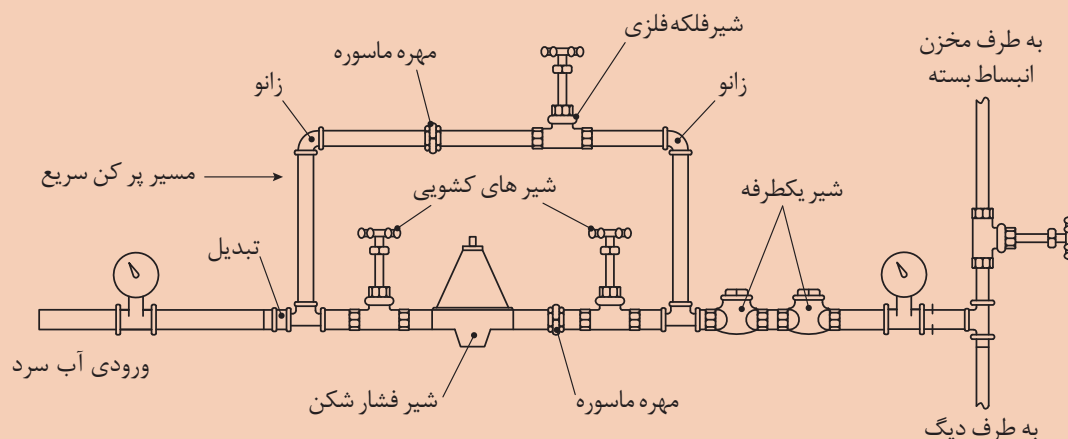 شیرفلکه فلزی
به طرف مخزن
انبساط بسته
مهره ماسوره
زانو
زانو
مسیر پر کن سریع
شیر های کشویی
شیر یکطرفه
تبدیل
ورودی آب سرد
شیر فشار شکن
مهره ماسوره
به طرف دیگ